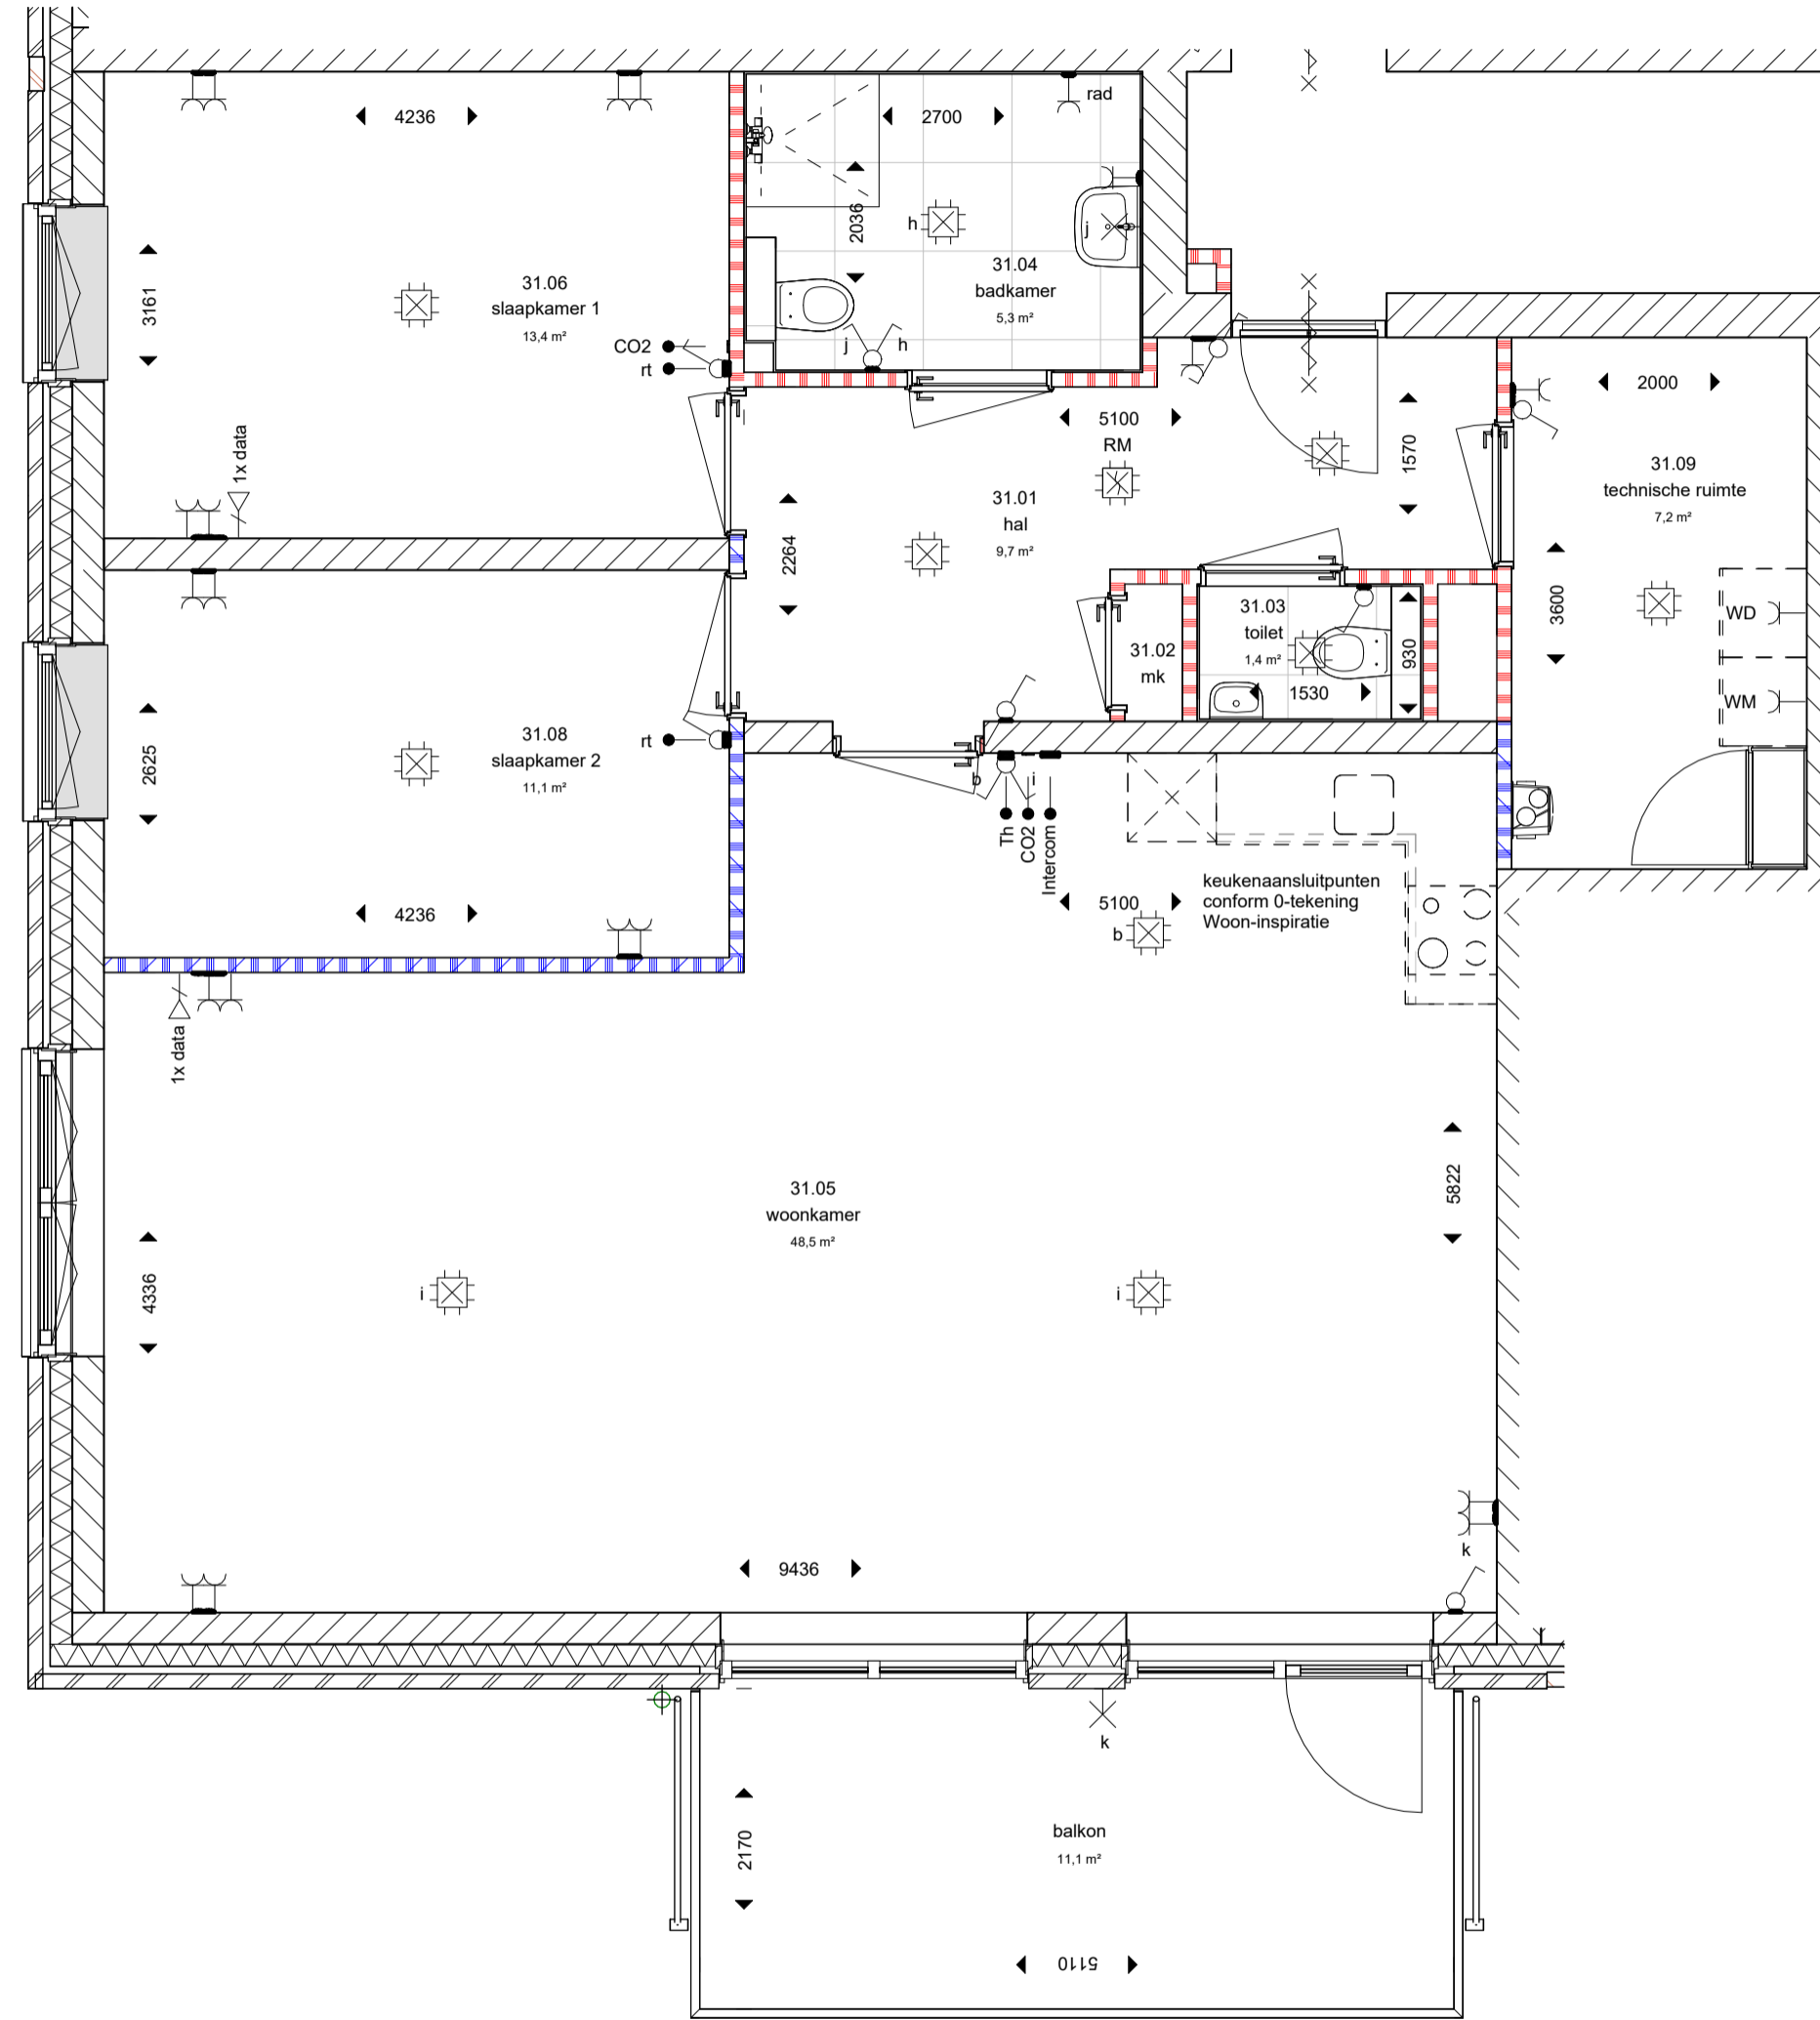 4236
2700
rad
2036
h
j
31.04
badkamer
5,3 m²
31.06
slaapkamer 1
13,4 m²
3161
CO2
rt
j
h
2000
5100
RM
1570
1x data
31.09
technische ruimte
7,2 m²
31.01
hal
9,7 m²
2264
3600
31.03
toilet
1,4 m²
WD
930
31.02
mk
1530
WM
31.08
slaapkamer 2
11,1 m²
rt
2625
b
i
Th
CO2
Intercom
keukenaansluitpunten
conform 0-tekening
Woon-inspiratie
5100
b
4236
1x data
5822
31.05
woonkamer
48,5 m²
4336
i
i
k
9436
k
balkon
11,1 m²
2170
5110